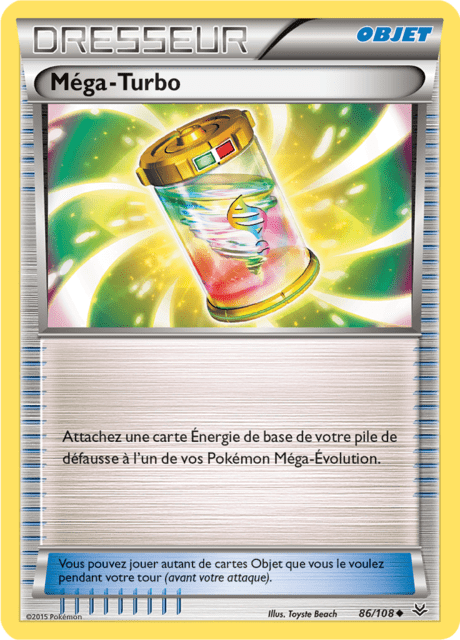 DRESSEUR
OBJET
Méga-Turbo
Attachez une carte Énergie de base de votre pile de
défausse à l'un de vos Pokémon Méga-Évolution.
Vous pouvez jouer autant de cartes Objet que vous le voulez
pendant votre tour (avant votre attaque).
©2015 Pokémon
Illus. Toyste Beach
86/108